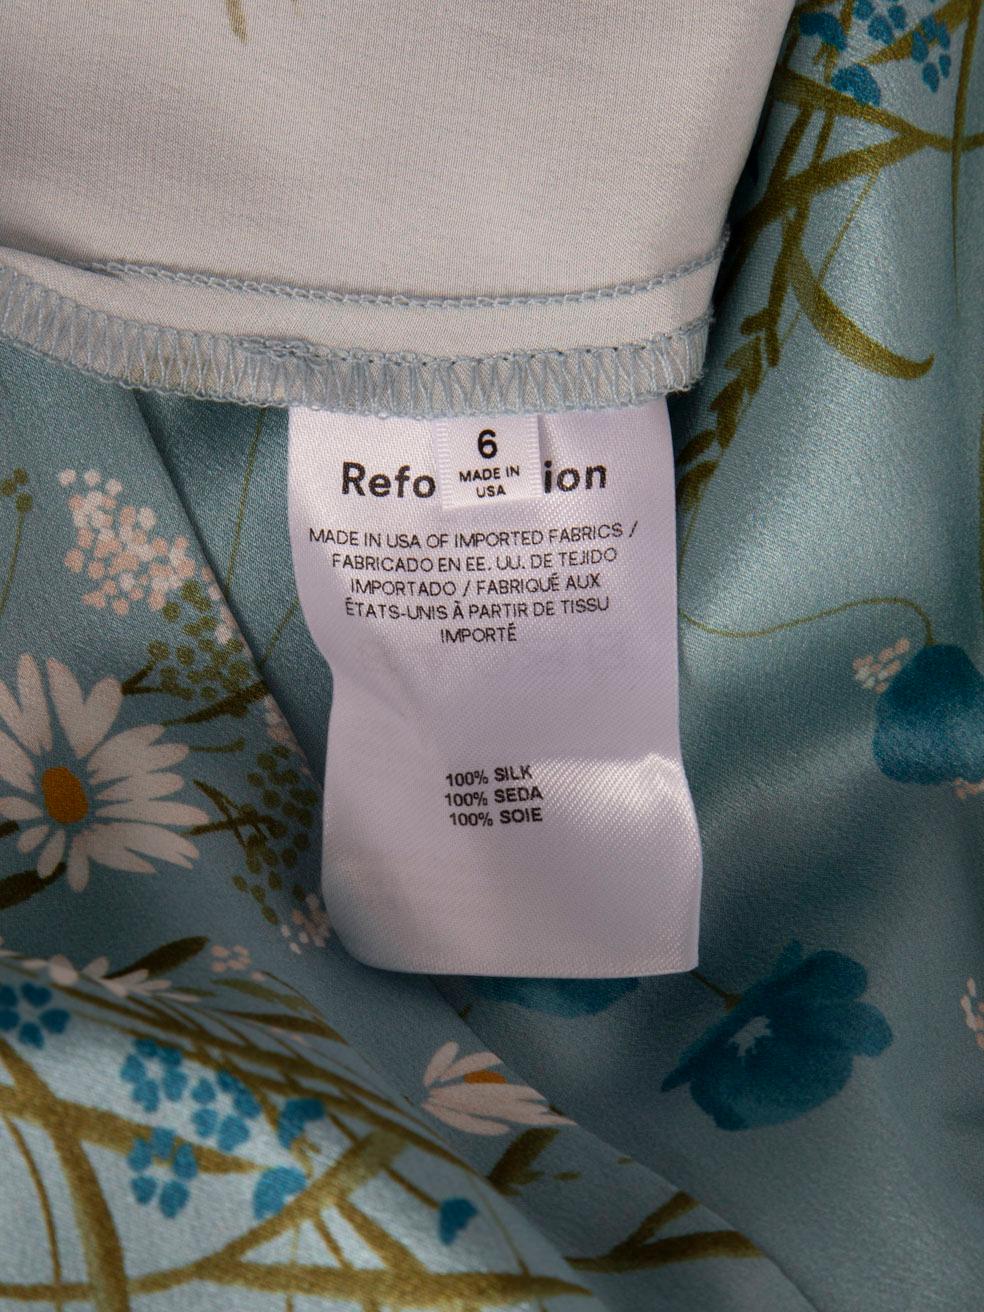 6
MADE IN
USA
Refo ion
MADE IN USA OF IMPORTED FABRICS /
FABRICADO EN EE. UU. DE TEJIDO
IMPORTADO / FABRIQUÉ AUX
ÉTATS-UNIS À PARTIR DE TISSU
IMPORTÉ
100% SILK
100% SEDA
100% SOIE